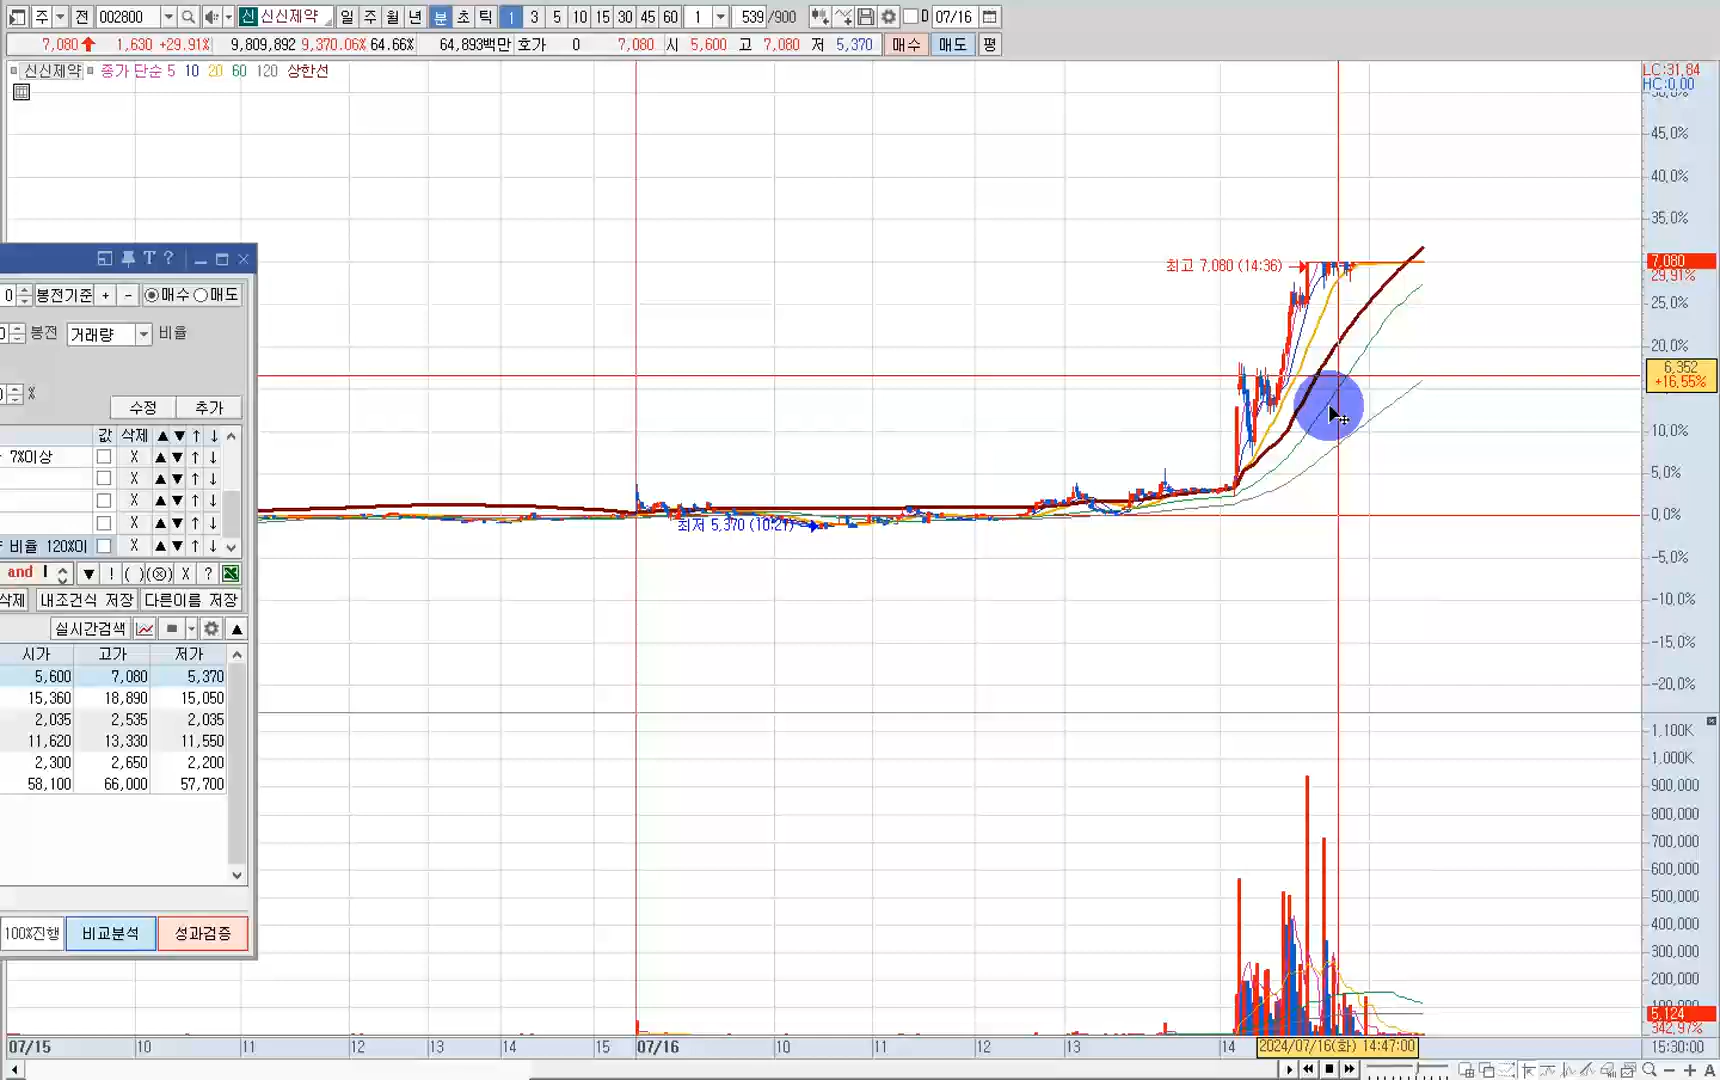 주 전 002800 신 신신제약 일 주 월 년 분 초 틱 1 3 5 10 15 30 45 60 1 539 /900 D 07/16
7,080 1,630 +29.91% 9,809,892 9,370.06% 64.66% 64,893백만 호가 0 7,080 시 5,600 고 7,080 저 5,370 매수 매도 평
신신제약 종가 단순 5 10 20 60 120 상한선
LC:31,84
HC:0,00
45,0%
40,0%
35,0%
7,080
29,91%
25,0%
20,0%
6,352
+16,55%
10,0%
5,0%
0,0%
-5,0%
-10,0%
-15,0%
-20,0%
최고 7,080 (14:36)
최저 5,370 (10:27)
T ?
0 봉전기준 + - 매수 매도
봉전 거래량 비율
%
수정 추가
값 삭제 ▲ ▼ ↑ ↓
7%이상 X ▲ ▼ ↑ ↓
X ▲ ▼ ↑ ↓
X ▲ ▼ ↑ ↓
X ▲ ▼ ↑ ↓
비율 120%이 X ▲ ▼ ↑ ↓
and ▼ ! ( ) (⊗) X ?
삭제 내조건식 저장 다른이름 저장
실시간검색 ▲
시가 고가 저가
5,600 7,080 5,370
15,360 18,890 15,050
2,035 2,535 2,035
11,620 13,330 11,550
2,300 2,650 2,200
58,100 66,000 57,700
100%진행 비교분석 성과검증
1,100K
1,000K
900,000
800,000
700,000
600,000
500,000
400,000
300,000
200,000
5,124
342,97%
07/15 10 11 12 13 14 15 07/16 10 11 12 13 14 2024/07/16(화) 14:47:00 15:30:00
A